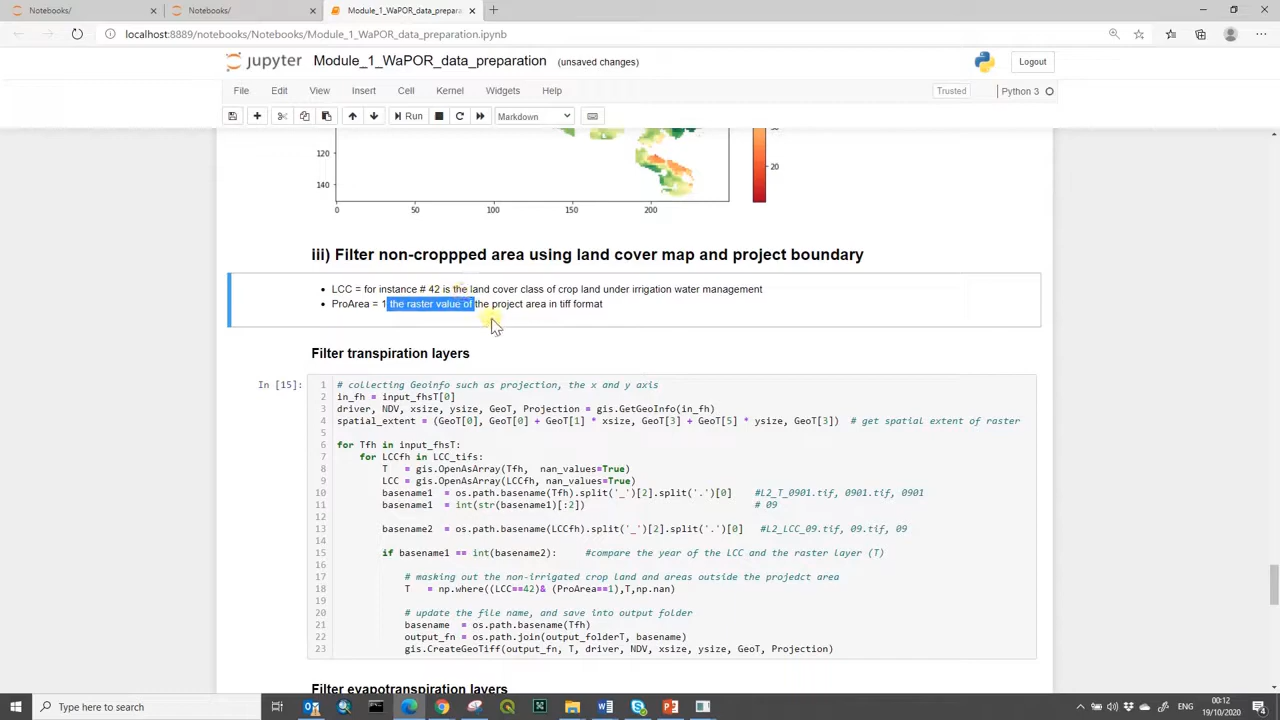 Notebooks/
Notebooks/
Module_1_WaPOR_data_prepara
localhost:8889/notebooks/Notebooks/Module_1_WaPOR_data_preparation.ipynb
jupyter Module_1_WaPOR_data_preparation (unsaved changes)
Logout
File Edit View Insert Cell Kernel Widgets Help
Trusted
Python 3
Run
Markdown
120
140
0 50 100 150 200
20
iii) Filter non-croppped area using land cover map and project boundary
LCC = for instance # 42 is the land cover class of crop land under irrigation water management
ProArea = 1 the raster value of the project area in tiff format
Filter transpiration layers
In [15]:
1 # collecting Geoinfo such as projection, the x and y axis
2 in_fh = input_fhsT[0]
3 driver, NDV, xsize, ysize, GeoT, Projection = gis.GetGeoInfo(in_fh)
4 spatial_extent = (GeoT[0], GeoT[0] + GeoT[1] * xsize, GeoT[3] + GeoT[5] * ysize, GeoT[3]) # get spatial extent of raster
5
6 for Tfh in input_fhsT:
7 for LCCfh in LCC_tifs:
8 T = gis.OpenAsArray(Tfh, nan_values=True)
9 LCC = gis.OpenAsArray(LCCfh, nan_values=True)
10 basename1 = os.path.basename(Tfh).split('_')[2].split('.')[0] #L2_T_0901.tif, 0901.tif, 0901
11 basename1 = int(str(basename1)[:2]) # 09
12
13 basename2 = os.path.basename(LCCfh).split('_')[2].split('.')[0] #L2_LCC_09.tif, 09.tif, 09
14
15 if basename1 == int(basename2): #compare the year of the LCC and the raster layer (T)
16
17 # masking out the non-irrigated crop land and areas outside the projedct area
18 T = np.where((LCC==42)& (ProArea==1),T,np.nan)
19
20 # update the file name, and save into output folder
21 basename = os.path.basename(Tfh)
22 output_fn = os.path.join(output_folderT, basename)
23 gis.CreateGeoTiff(output_fn, T, driver, NDV, xsize, ysize, GeoT, Projection)
Filter evapotranspiration layers
Type here to search
ENG
00:12
19/10/2020